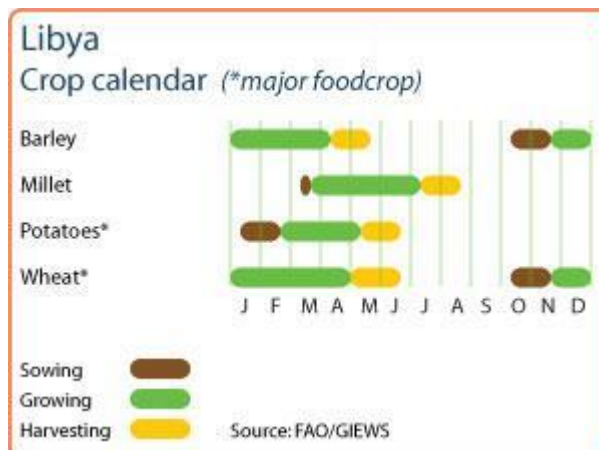 Libya
Crop calendar (*major foodcrop)
Barley
Millet
Potatoes*
Wheat*
J F M A M J J A S O N D
Sowing
Growing
Harvesting Source: FAO/GIEWS